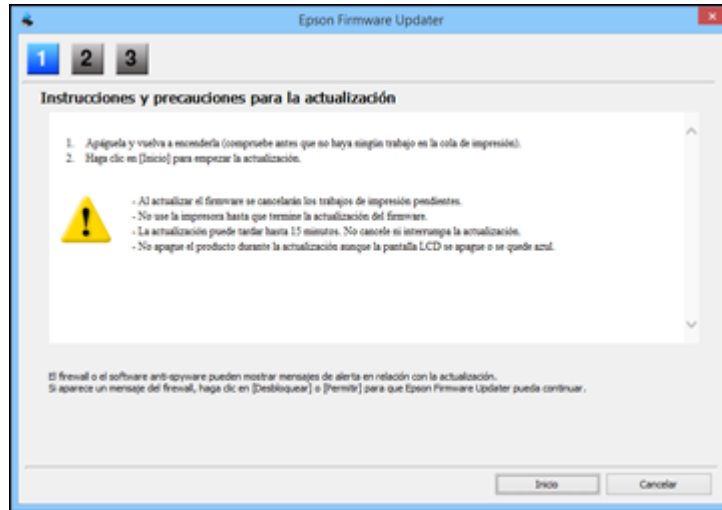 Epson Firmware Updater
1 2 3
Instrucciones y precauciones para la actualización
1. Apáguela y vuelva a encenderla (compruebe antes que no haya ningún trabajo en la cola de impresión).
2. Haga clic en [Inicio] para empezar la actualización.
- Al actualizar el firmware se cancelarán los trabajos de impresión pendientes.
- No use la impresora hasta que termine la actualización del firmware.
- La actualización puede tardar hasta 15 minutos. No cancele ni interrumpa la actualización.
- No apague el producto durante la actualización aunque la pantalla LCD se apague o se quede azul.
El firewall o el software anti-spyware pueden mostrar mensajes de alerta en relación con la actualización.
Si aparece un mensaje del firewall, haga clic en [Desbloquear] o [Permitir] para que Epson Firmware Updater pueda continuar.
Inicio Cancelar